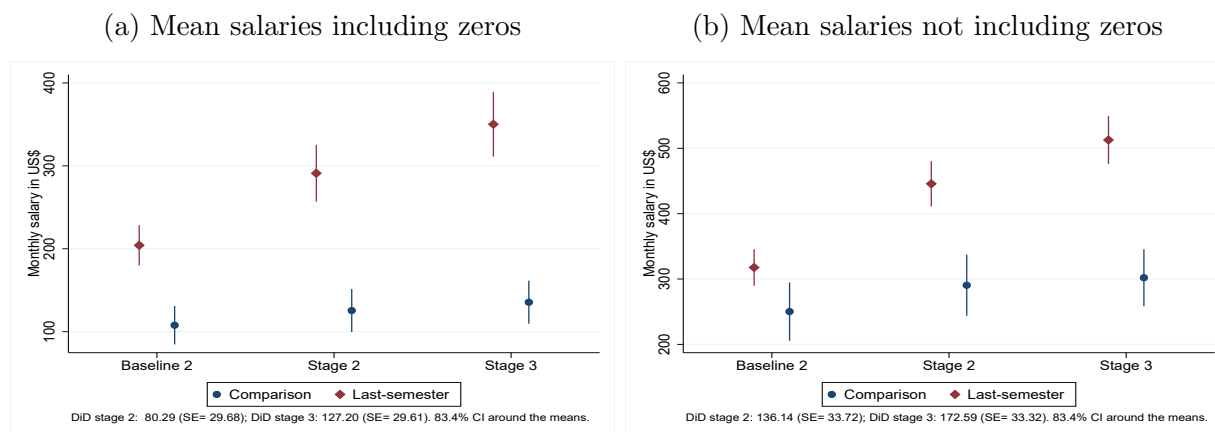 (a) Mean salaries including zeros
Monthly salary in US$
400
300
200
100
Baseline 2
Stage 2
Stage 3
Comparison
Last-semester
DiD stage 2: 80.29 (SE= 29.68); DiD stage 3: 127.20 (SE= 29.61). 83.4% CI around the means.
(b) Mean salaries not including zeros
Monthly salary in US$
600
500
400
300
200
Baseline 2
Stage 2
Stage 3
Comparison
Last-semester
DiD stage 2: 136.14 (SE= 33.72); DiD stage 3: 172.59 (SE= 33.32). 83.4% CI around the means.